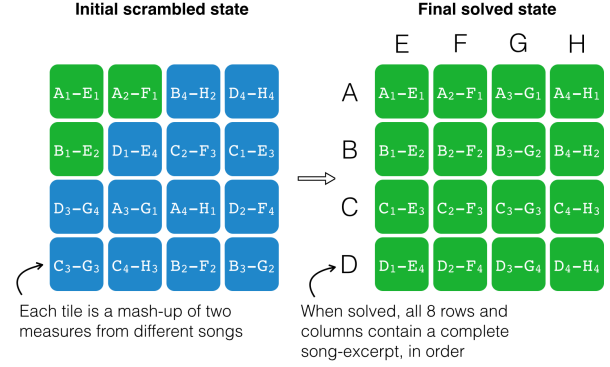 Initial scrambled state
Final solved state
E F G H
A₁-E₁ A₂-F₁ B₄-H₂ D₄-H₄
A A₁-E₁ A₂-F₁ A₃-G₁ A₄-H₁
B₁-E₂ D₁-E₄ C₂-F₃ C₁-E₃
B B₁-E₂ B₂-F₂ B₃-G₂ B₄-H₂
D₃-G₄ A₃-G₁ A₄-H₁ D₂-F₄
C C₁-E₃ C₂-F₃ C₃-G₃ C₄-H₃
C₃-G₃ C₄-H₃ B₂-F₂ B₃-G₂
D D₁-E₄ D₂-F₄ D₃-G₄ D₄-H₄
Each tile is a mash-up of two
measures from different songs
When solved, all 8 rows and
columns contain a complete
song-excerpt, in order